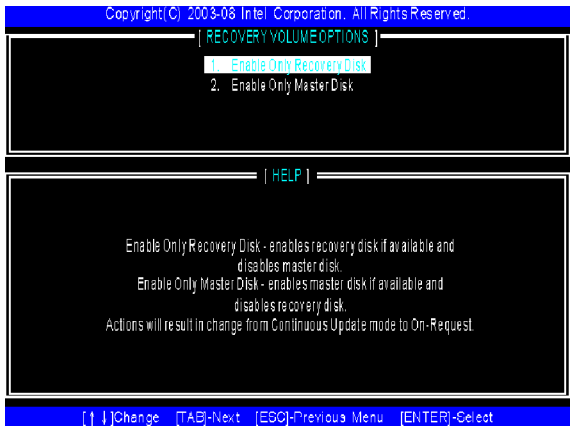 Copyright(C) 2003-08 Intel Corporation. All Rights Reserved.
[ RECOVERY VOLUME OPTIONS ]
1. Enable Only Recovery Disk
2. Enable Only Master Disk
[ HELP ]
Enable Only Recovery Disk - enables recovery disk if available and
disables master disk.
Enable Only Master Disk - enables master disk if available and
disables recovery disk.
Actions will result in change from Continuous Update mode to On-Request.
[↑↓]Change [TAB]-Next [ESC]-Previous Menu [ENTER]-Select